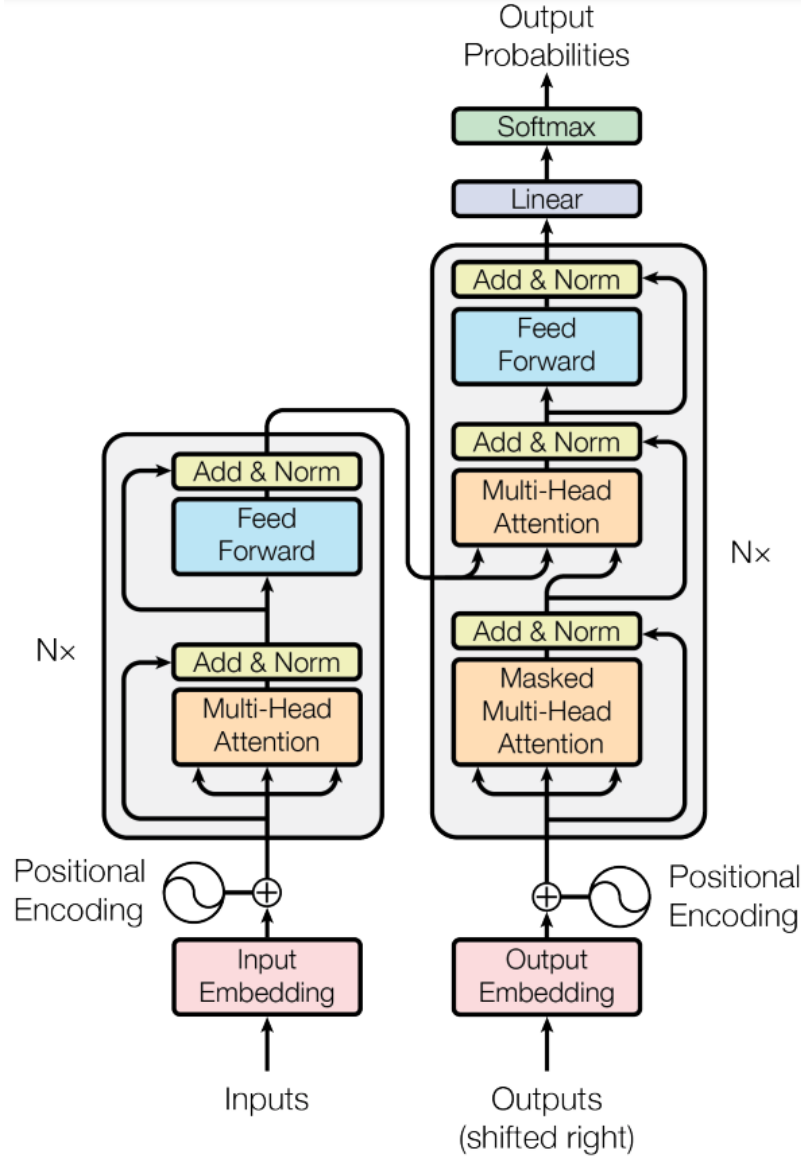 Output
Probabilities
Softmax
Linear
Add & Norm
Feed
Forward
Add & Norm
Multi-Head
Attention
Add & Norm
Masked
Multi-Head
Attention
N×
Add & Norm
Feed
Forward
Add & Norm
Multi-Head
Attention
N×
Positional
Encoding
Positional
Encoding
Input
Embedding
Output
Embedding
Inputs
Outputs
(shifted right)